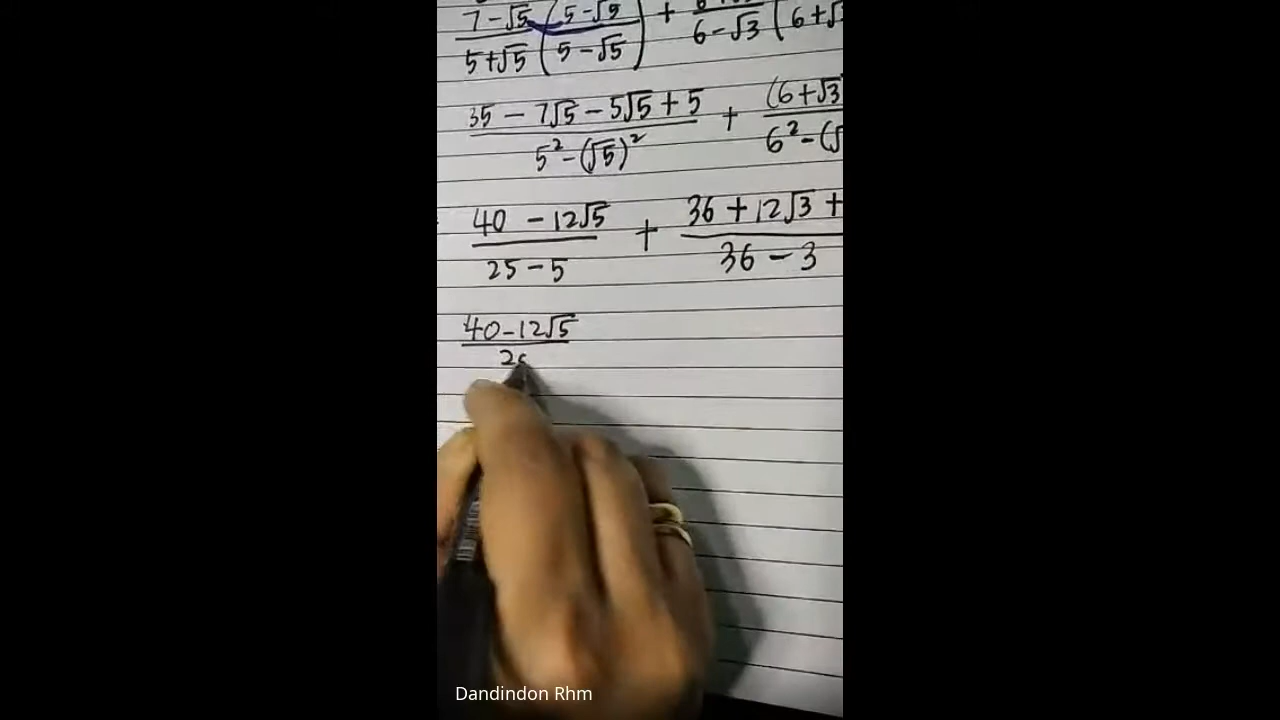 7 - √5 / 5 + √5 ( 5 - √5 / 5 - √5 ) + / 6 - √3 ( 6 + √
35 - 7√5 - 5√5 + 5 / 5² - (√5)² + (6 + √3 / 6² - (√
40 - 12√5 / 25 - 5 + 36 + 12√3 + / 36 - 3
40 - 12√5 / 2
Dandindon Rhm